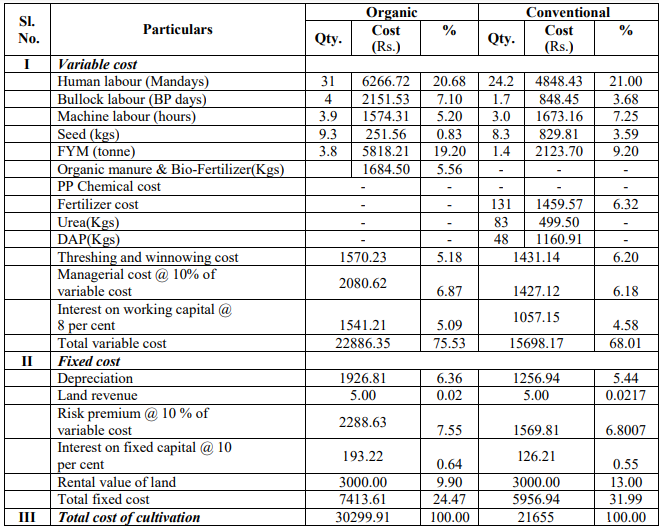 Sl. No. Particulars Organic Conventional
Qty. Cost (Rs.) % Qty. Cost (Rs.) %
I Variable cost
Human labour (Mandays) 31 6266.72 20.68 24.2 4848.43 21.00
Bullock labour (BP days) 4 2151.53 7.10 1.7 848.45 3.68
Machine labour (hours) 3.9 1574.31 5.20 3.0 1673.16 7.25
Seed (kgs) 9.3 251.56 0.83 8.3 829.81 3.59
FYM (tonne) 3.8 5818.21 19.20 1.4 2123.70 9.20
Organic manure & Bio-Fertilizer(Kgs) 1684.50 5.56 - - -
PP Chemical cost - - - - -
Fertilizer cost - - 131 1459.57 6.32
Urea(Kgs) - - 83 499.50 -
DAP(Kgs) - - 48 1160.91 -
Threshing and winnowing cost 1570.23 5.18 1431.14 6.20
Managerial cost @ 10% of
variable cost 2080.62 6.87 1427.12 6.18
Interest on working capital @
8 per cent 1541.21 5.09 1057.15 4.58
Total variable cost 22886.35 75.53 15698.17 68.01
II Fixed cost
Depreciation 1926.81 6.36 1256.94 5.44
Land revenue 5.00 0.02 5.00 0.0217
Risk premium @ 10 % of
variable cost 2288.63 7.55 1569.81 6.8007
Interest on fixed capital @ 10
per cent 193.22 0.64 126.21 0.55
Rental value of land 3000.00 9.90 3000.00 13.00
Total fixed cost 7413.61 24.47 5956.94 31.99
III Total cost of cultivation 30299.91 100.00 21655 100.00